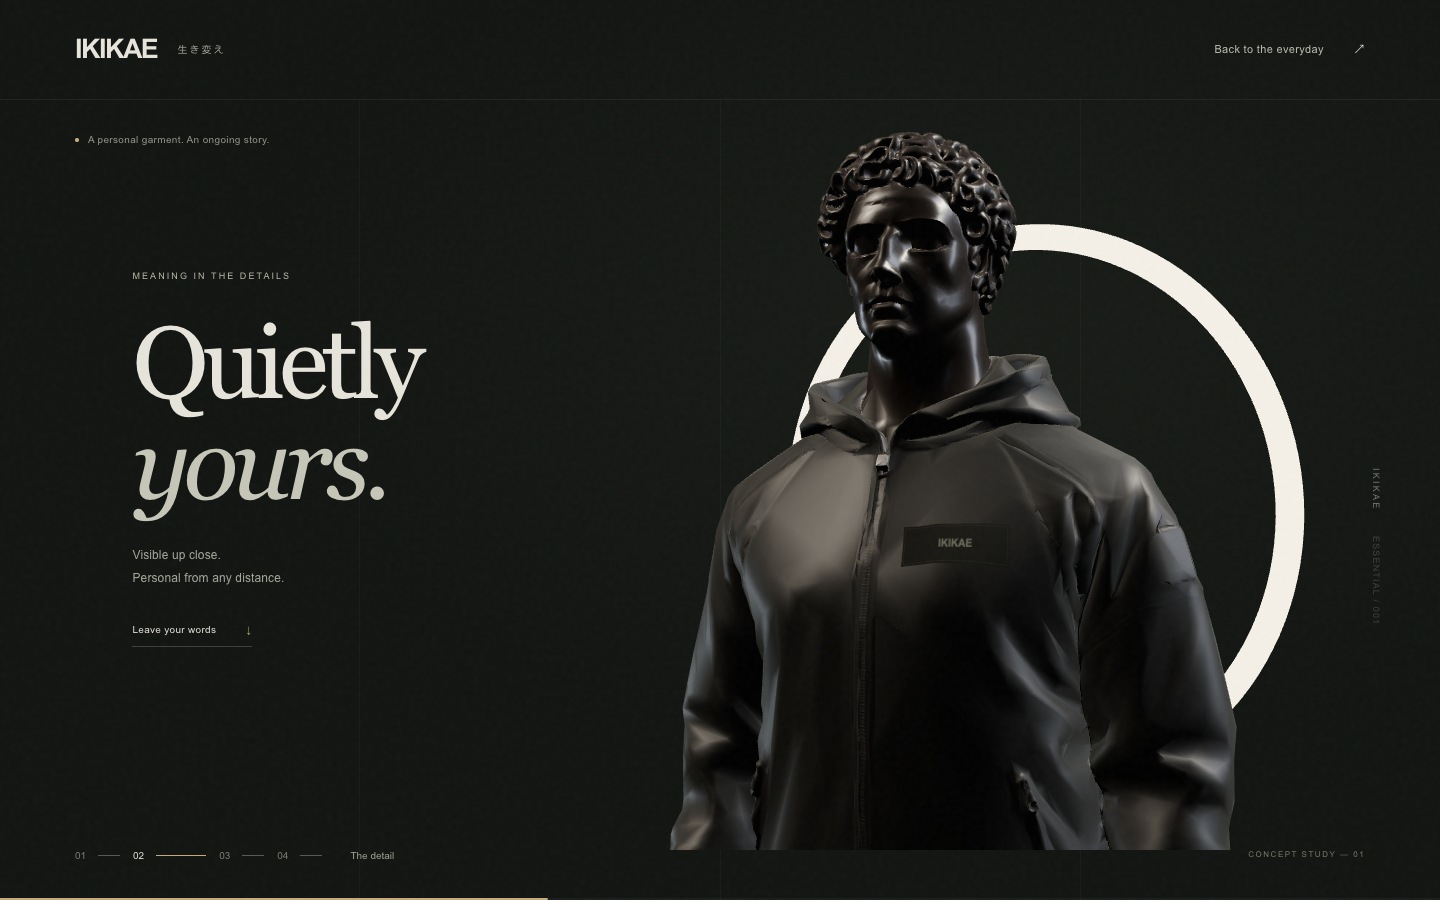 IKIKAE 生き変え
Back to the everyday ↗
A personal garment. An ongoing story.
MEANING IN THE DETAILS
Quietly
yours.
Visible up close.
Personal from any distance.
Leave your words ↓
IKIKAE
IKIKAE ESSENTIAL / 001
01 02 03 04 The detail
CONCEPT STUDY — 01